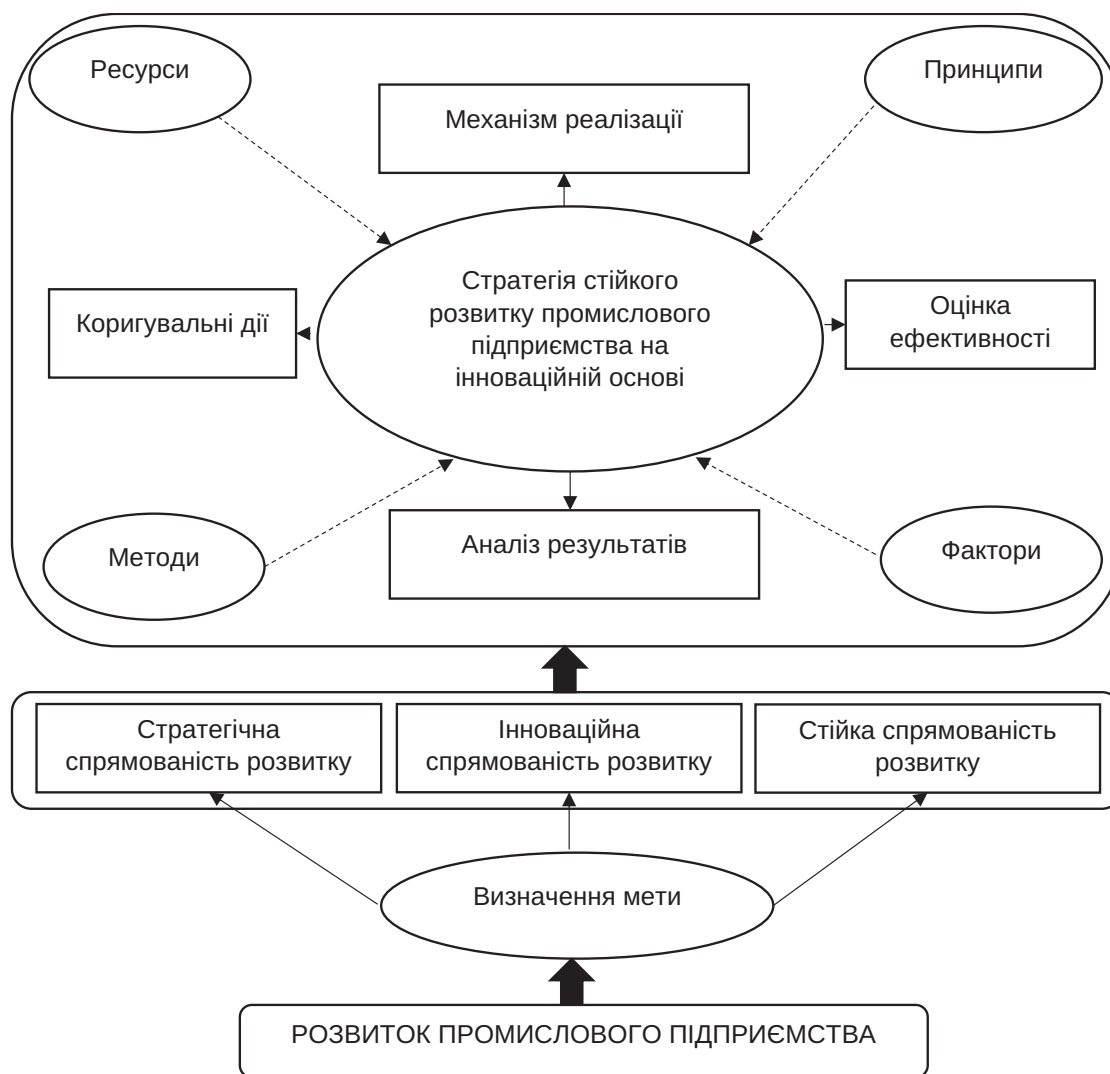 Ресурси
Принципи
Механізм реалізації
Стратегія стійкого
розвитку промислового
підприємства на
інноваційній основі
Коригувальні дії
Оцінка
ефективності
Методи
Аналіз результатів
Фактори
Стратегічна
спрямованість розвитку
Інноваційна
спрямованість розвитку
Стійка спрямованість
розвитку
Визначення мети
РОЗВИТОК ПРОМИСЛОВОГО ПІДПРИЄМСТВА